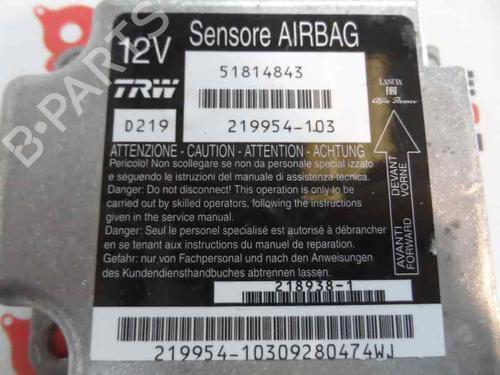 12V
Sensore AIRBAG
TRW
51814843
D219
219954-103
LANCIA
FIAT
Alfa Romeo
ATTENZIONE - CAUTION - ATTENTION - ACHTUNG
Pericolo! Non scollegare se non da personale specializzato
e seguendo le istruzioni del manuale di assistenza tecnica.
Danger: Do not disconnect! This operation is only to be
carried out by skilled operators, following the instructions
given in the service manual.
Danger: Seul le personel specialisé est autorisé à débrancher
en se tenant aux instructions du manuel de reparation.
Gefahr: nur von Fachpersonal und nach den Anweisungen
des Kundendiensthandbuches abtrennen lassen.
AVANTI
FORWARD
DEVANT
VORNE
218938-1
219954-10309280474WJ
B-PARTS